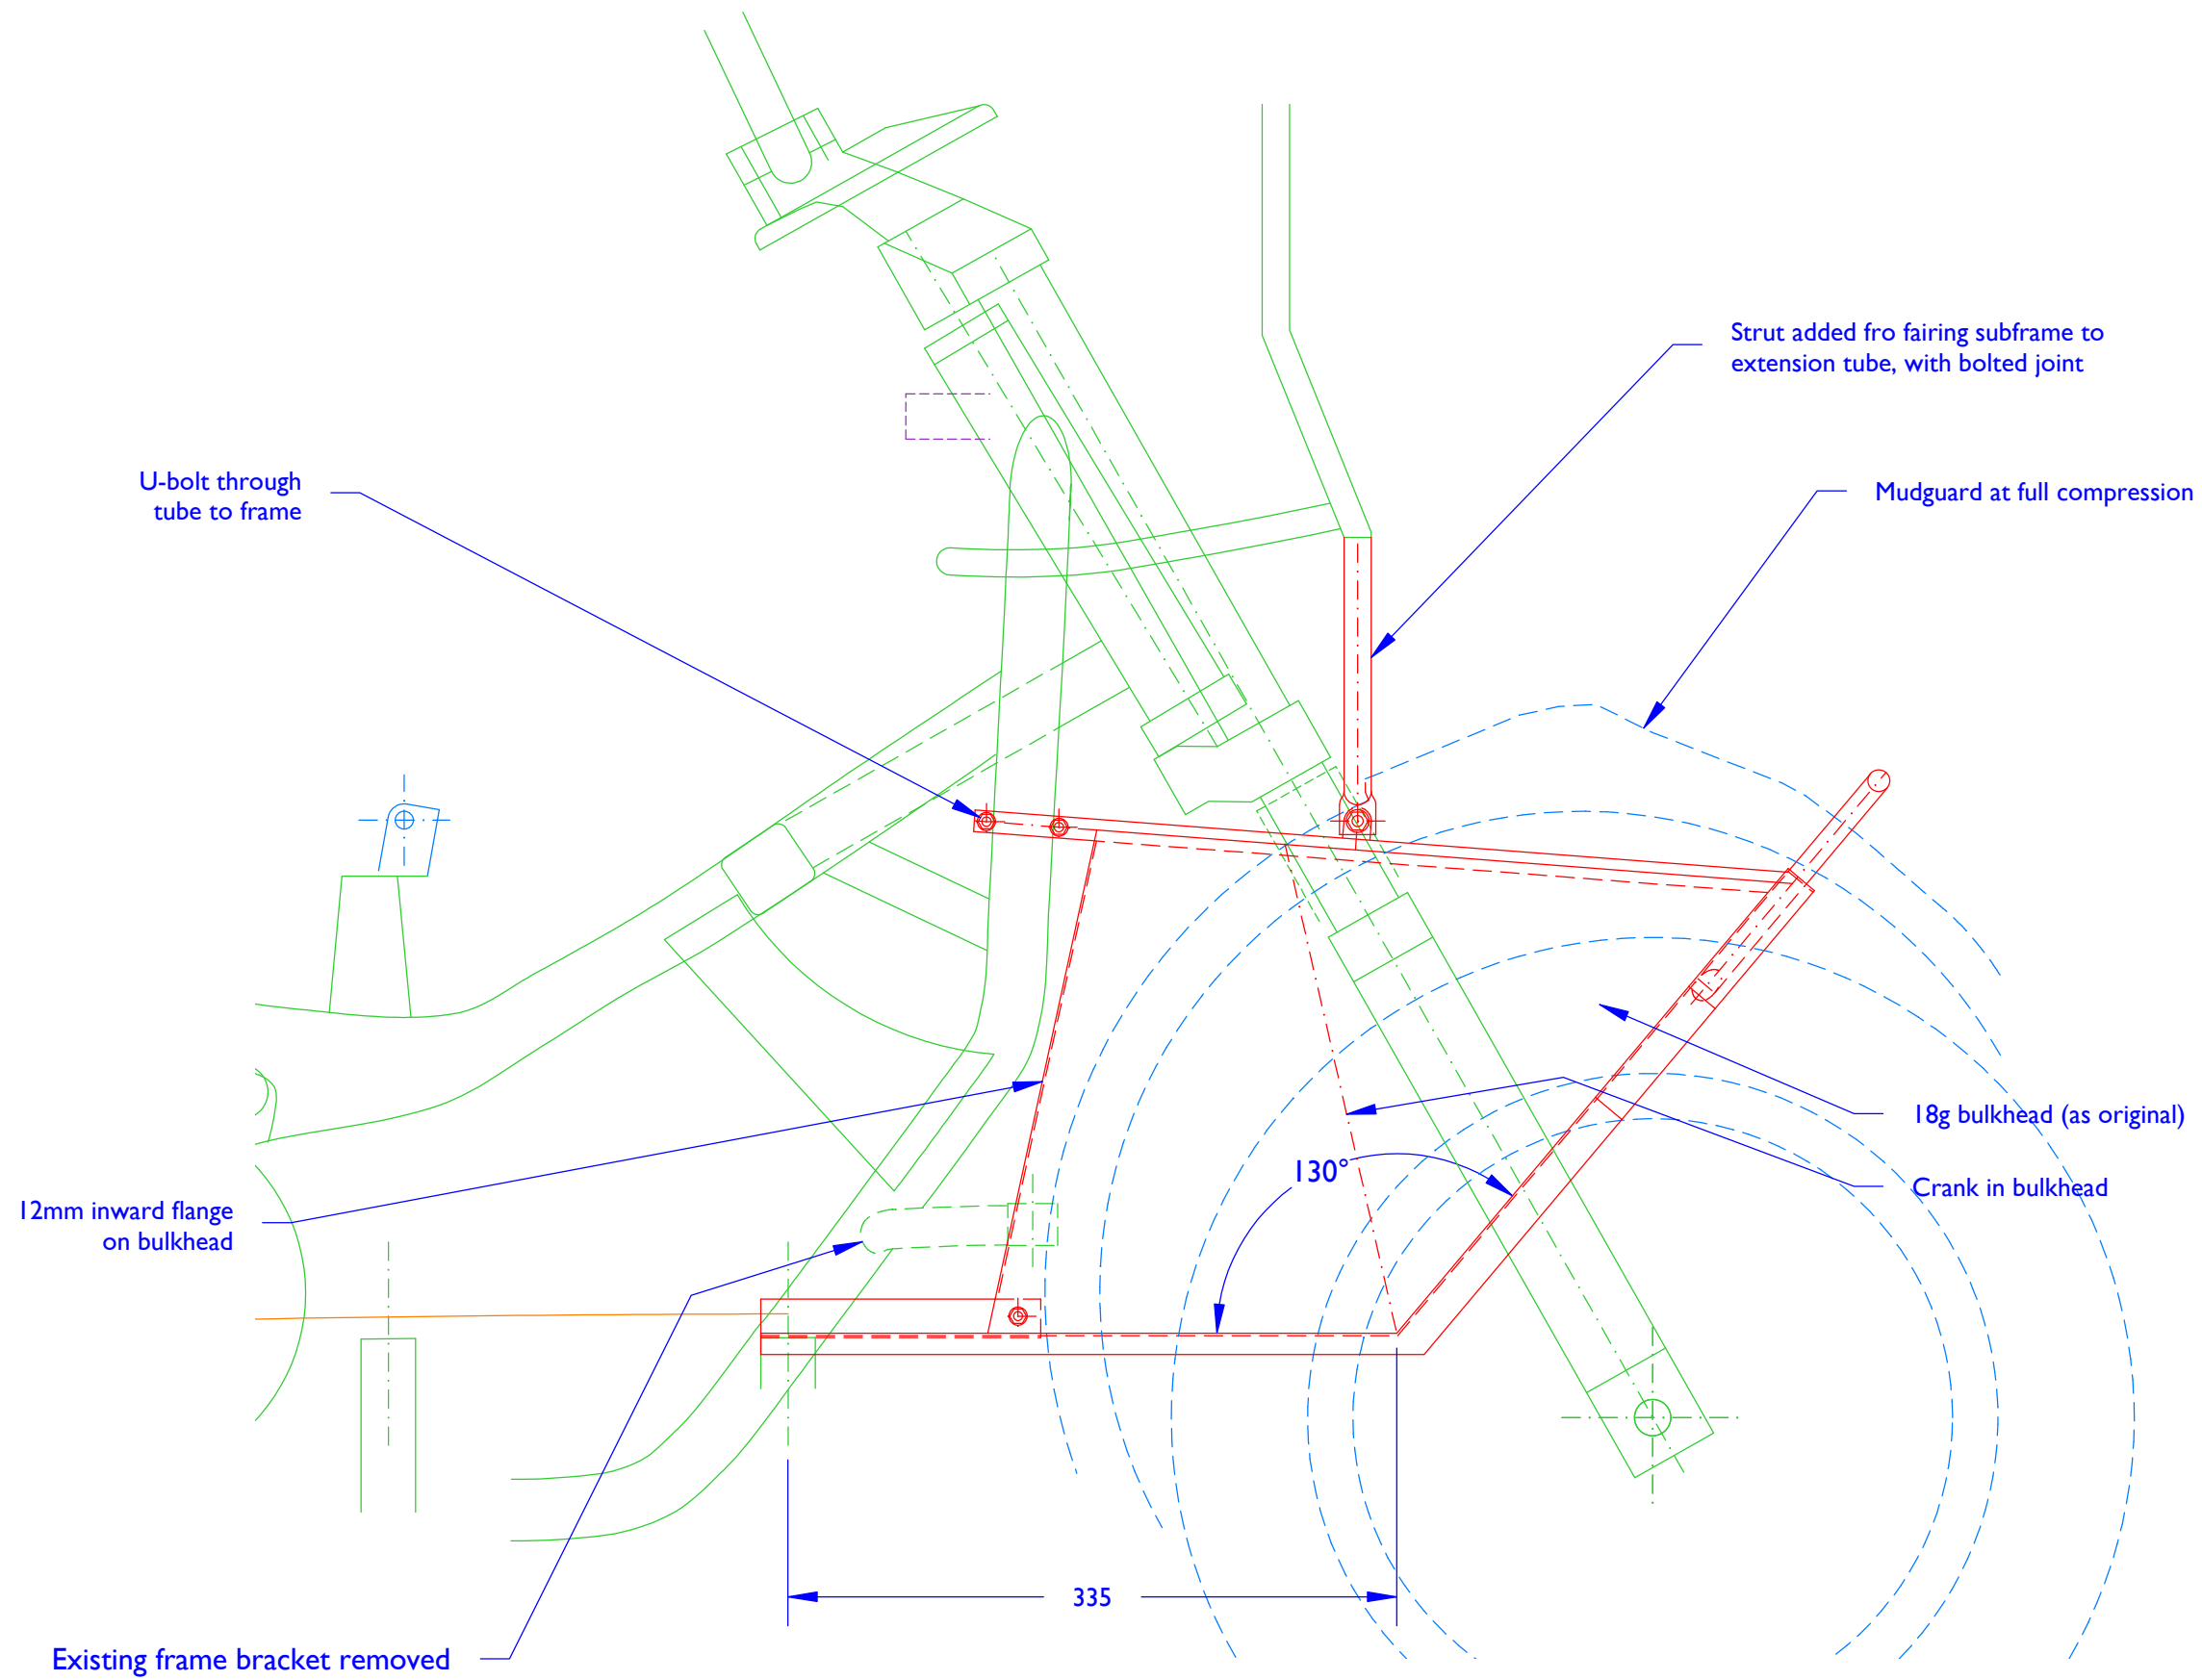 Strut added fro fairing subframe to
extension tube, with bolted joint
U-bolt through
tube to frame
Mudguard at full compression
18g bulkhead (as original)
130°
Crank in bulkhead
12mm inward flange
on bulkhead
335
Existing frame bracket removed